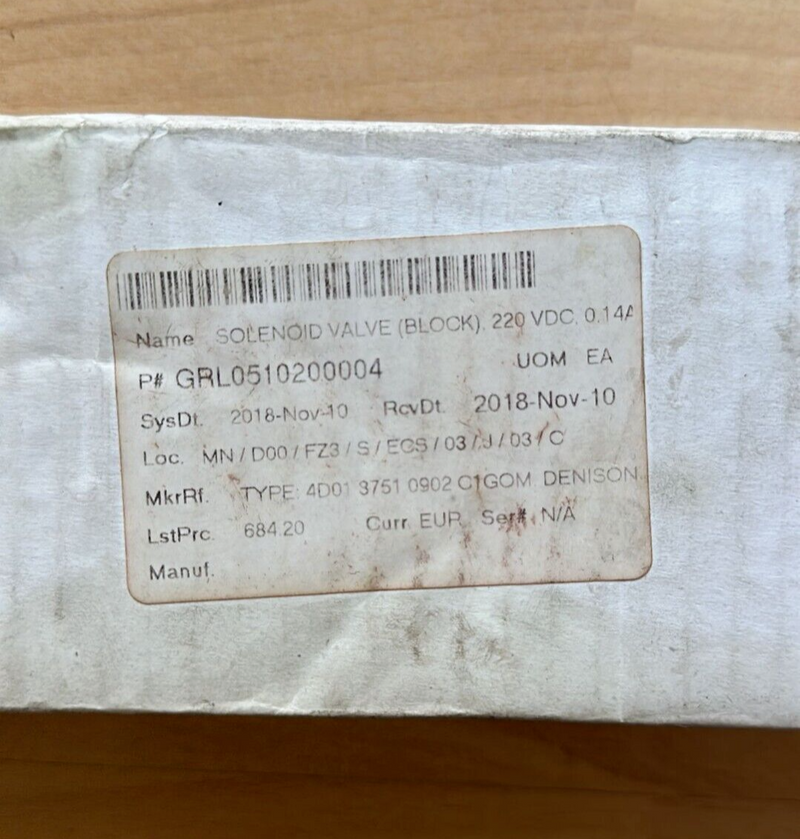 Name SOLENOID VALVE (BLOCK), 220 VDC, 0.14A
P# GRL0510200004 UOM EA
SysDt. 2018-Nov-10 RcvDt. 2018-Nov-10
Loc. MN / D00 / FZ3 / S / EGS / 03 / J / 03 / C
MkrRf. TYPE: 4D01 3751 0902 C1GOM DENISON
LstPrc. 684.20 Curr. EUR Ser#. N/A
Manuf.